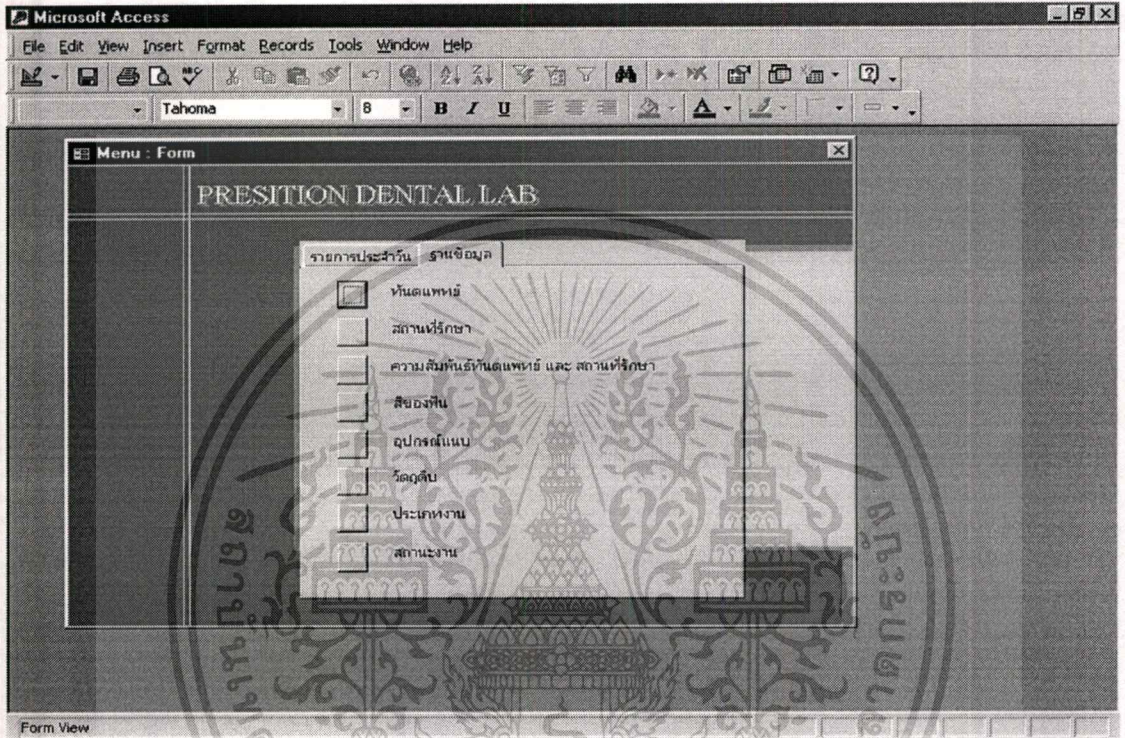 Microsoft Access
File Edit View Insert Format Records Tools Window Help
Tahoma 8 B I U A
Menu : Form
PRESITION DENTAL LAB
รายการประจำวัน ฐานข้อมูล
ทันตแพทย์
สถานที่รักษา
ความสัมพันธ์ทันตแพทย์ และ สถานที่รักษา
สีของฟัน
อุปกรณ์แนบ
วัตถุดิบ
ประเภทงาน
สถานะงาน
Form View